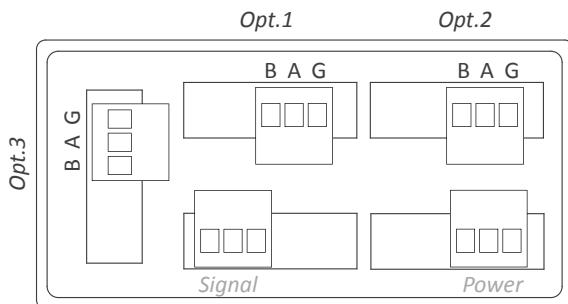 Opt.1
Opt.2
B A G
B A G
Opt.3
B A G
Signal
Power